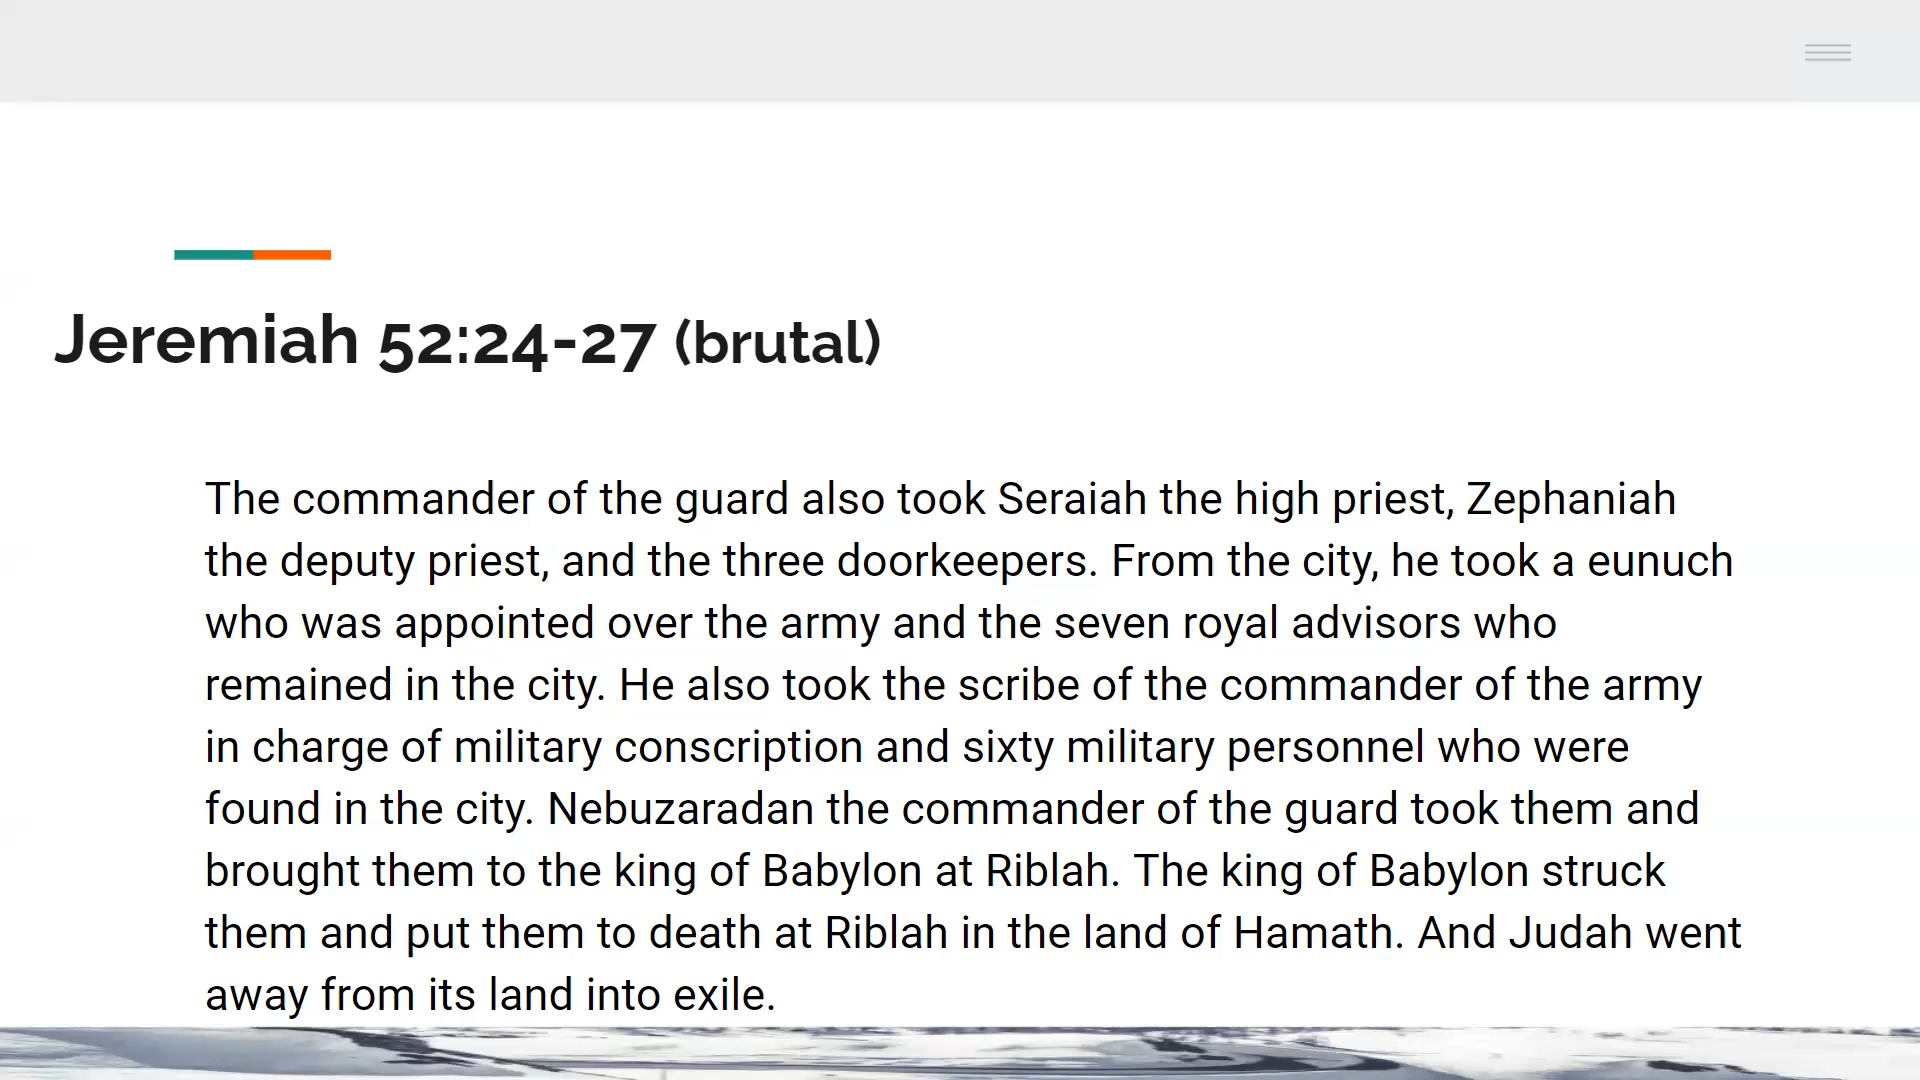 Jeremiah 52:24-27 (brutal)
The commander of the guard also took Seraiah the high priest, Zephaniah
the deputy priest, and the three doorkeepers. From the city, he took a eunuch
who was appointed over the army and the seven royal advisors who
remained in the city. He also took the scribe of the commander of the army
in charge of military conscription and sixty military personnel who were
found in the city. Nebuzaradan the commander of the guard took them and
brought them to the king of Babylon at Riblah. The king of Babylon struck
them and put them to death at Riblah in the land of Hamath. And Judah went
away from its land into exile.